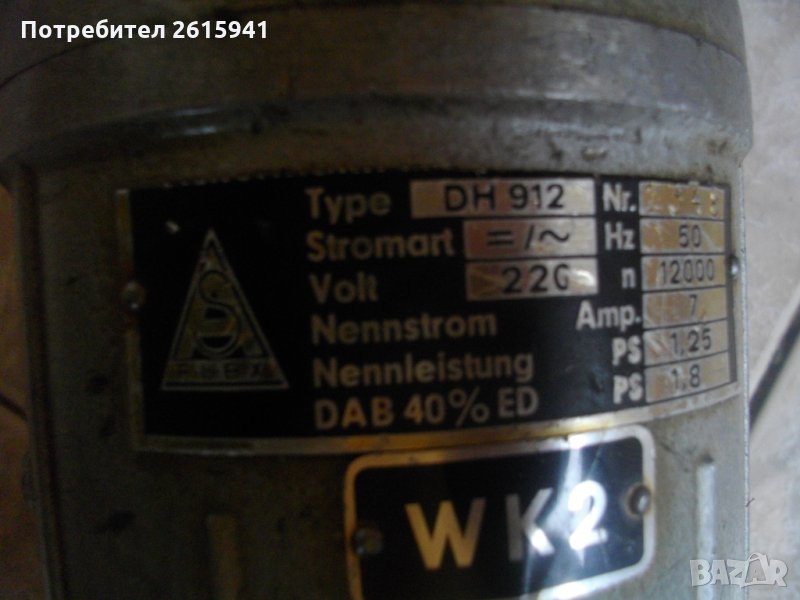 Потребител 2615941
Type DH 912 Nr.
Stromart =/~ Hz 50
Volt 220 n 12000
Nennstrom Amp. 7
Nennleistung PS 1,25
DAB 40% ED PS 1,8
WK2
BAZAR